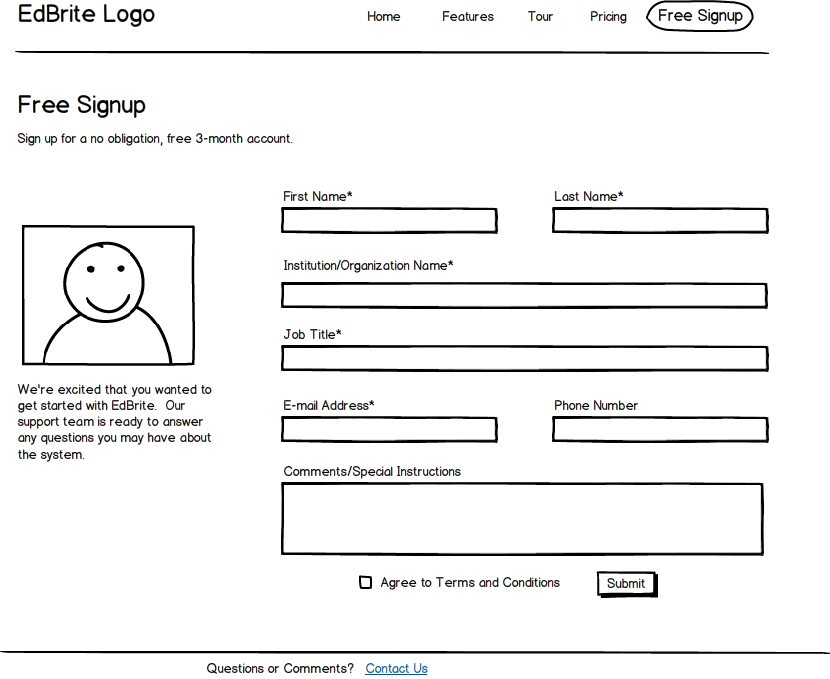 EdBrite Logo
Home Features Tour Pricing Free Signup
Free Signup
Sign up for a no obligation, free 3-month account.
First Name* Last Name*
Institution/Organization Name*
Job Title*
We're excited that you wanted to
get started with EdBrite. Our
support team is ready to answer
any questions you may have about
the system.
E-mail Address* Phone Number
Comments/Special Instructions
Agree to Terms and Conditions Submit
Questions or Comments? Contact Us